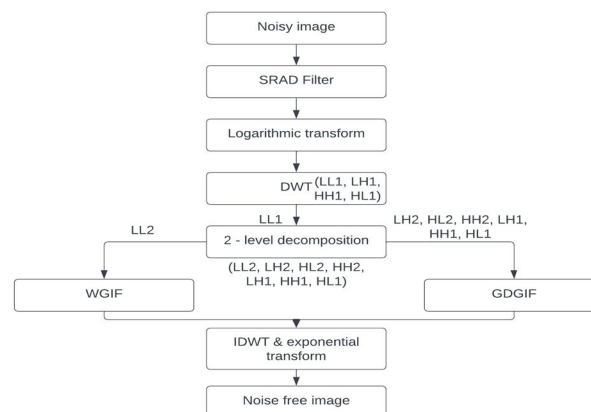 Noisy image
SRAD Filter
Logarithmic transform
DWT (LL1, LH1,
HH1, HL1)
LL1
2 - level decomposition
(LL2, LH2, HL2, HH2,
LH1, HH1, HL1)
LL2
LH2, HL2, HH2, LH1,
HH1, HL1
WGIF
GDGIF
IDWT & exponential
transform
Noise free image